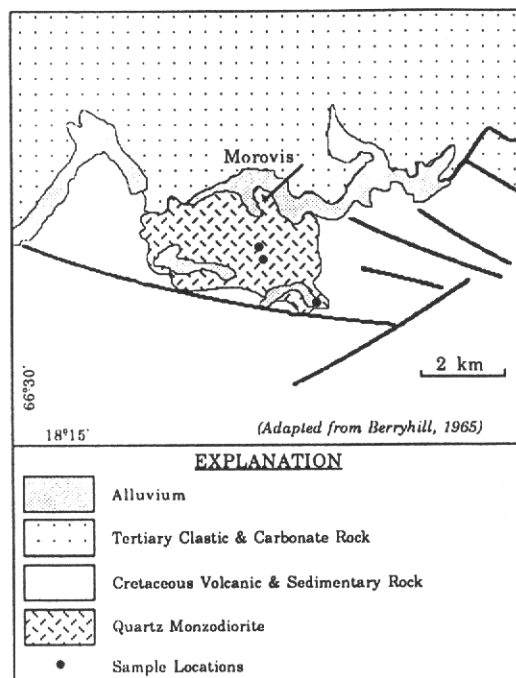 Morovis
2 km
66°30'
18°15'
(Adapted from Berryhill, 1965)
EXPLANATION
Alluvium
Tertiary Clastic & Carbonate Rock
Cretaceous Volcanic & Sedimentary Rock
Quartz Monzodiorite
Sample Locations